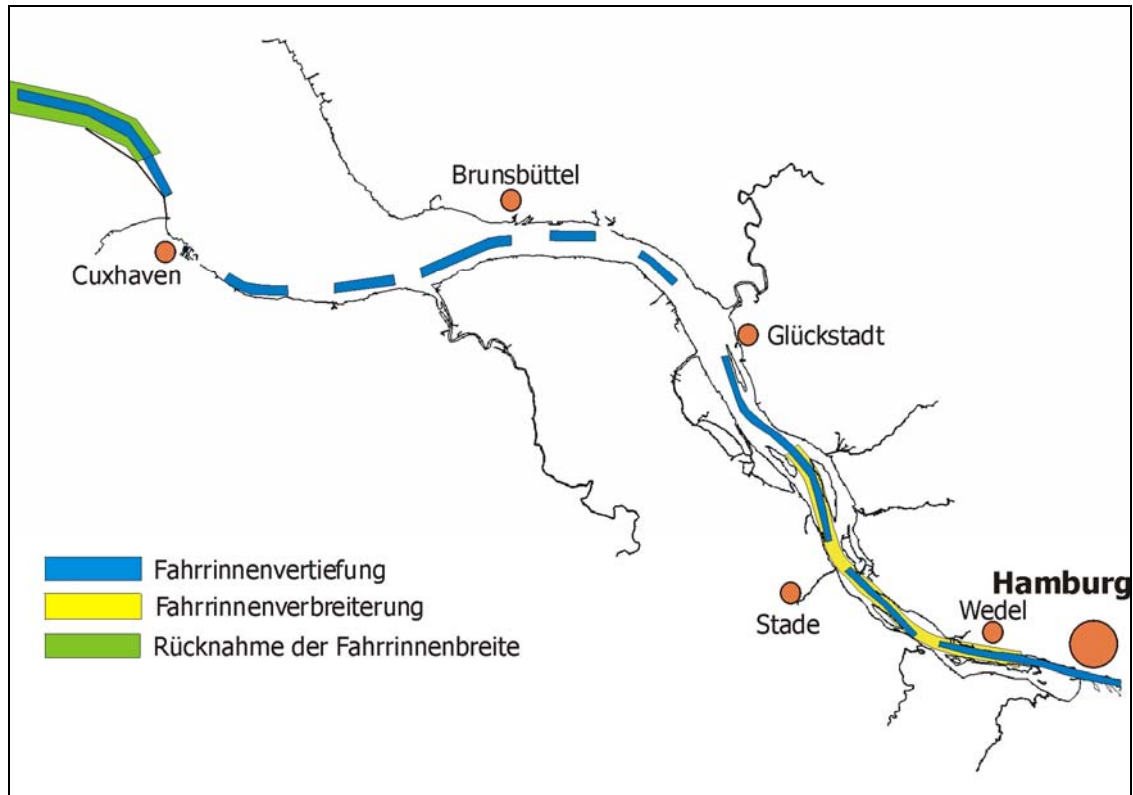 Brunsbüttel
Cuxhaven
Glückstadt
Fahrrinnenvertiefung
Fahrrinnenverbreiterung
Rücknahme der Fahrrinnenbreite
Stade
Wedel
Hamburg